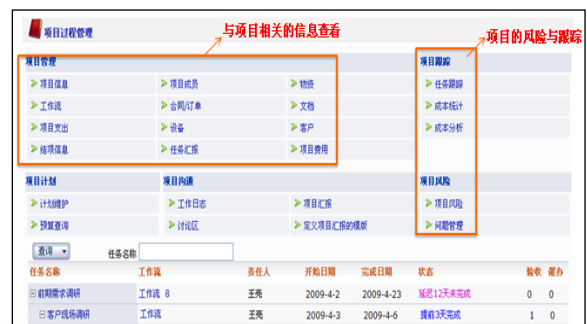 项目过程管理
与项目相关的信息查看
项目的风险与跟踪
项目管理 项目跟踪
项目信息 项目成员 物资 任务跟踪
工作流 合同/订单 文档 成本统计
项目支出 设备 客户 成本分析
结项信息 任务汇报 项目费用
项目计划 项目沟通 项目风险
计划维护 工作日志 项目汇报 项目风险
预算查询 讨论区 定义项目汇报的模版 问题管理
查询 任务名称
任务名称 工作流 责任人 开始日期 完成日期 状态 验收 催办
前期需求调研 工作流 8 王亮 2009-4-2 2009-4-23 延迟12天未完成 0 0
客户现场调研 工作流 王亮 2009-4-3 2009-4-6 提前3天完成 1 0